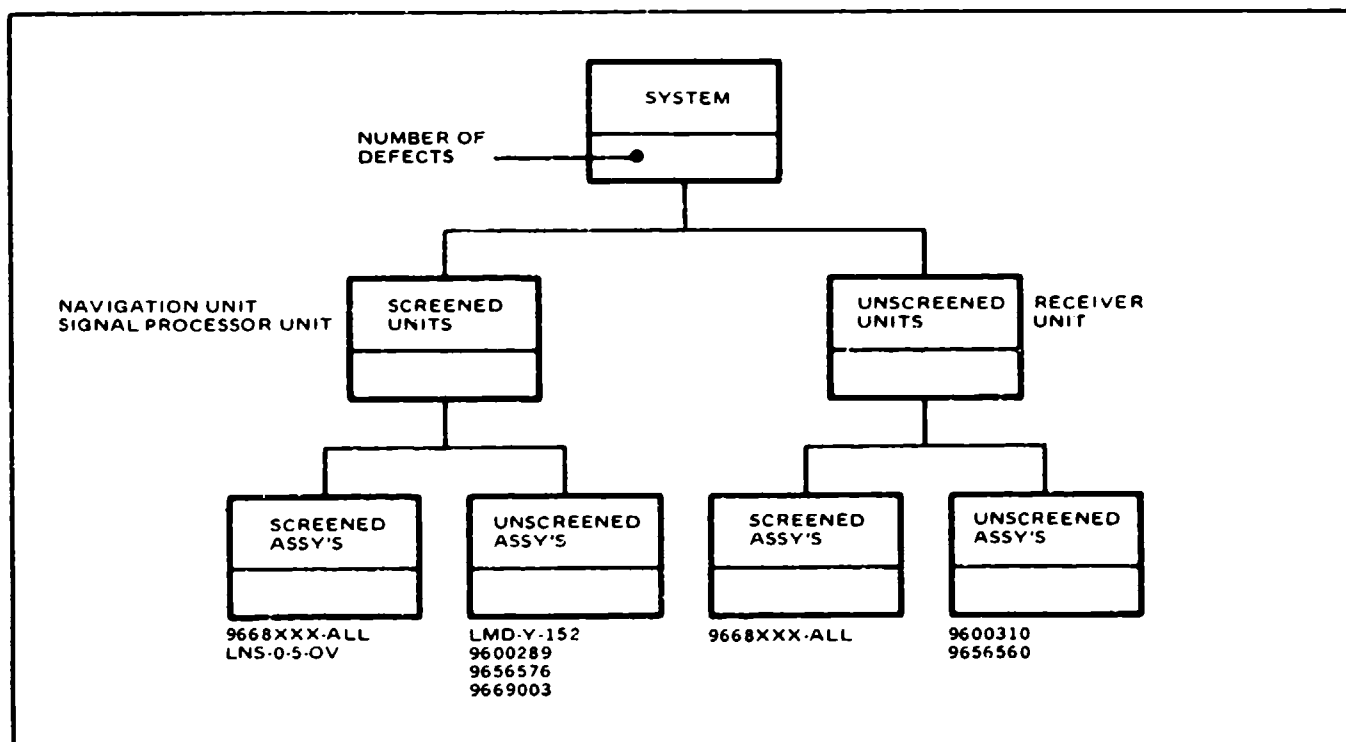 SYSTEM
NUMBER OF
DEFECTS
NAVIGATION UNIT
SIGNAL PROCESSOR UNIT
SCREENED
UNITS
UNSCREENED
UNITS
RECEIVER
UNIT
SCREENED
ASSY'S
UNSCREENED
ASSY'S
SCREENED
ASSY'S
UNSCREENED
ASSY'S
9668XXX-ALL
LNS-0-5-OV
LMD-Y-152
9600289
9656576
9669003
9668XXX-ALL
9600310
9656560